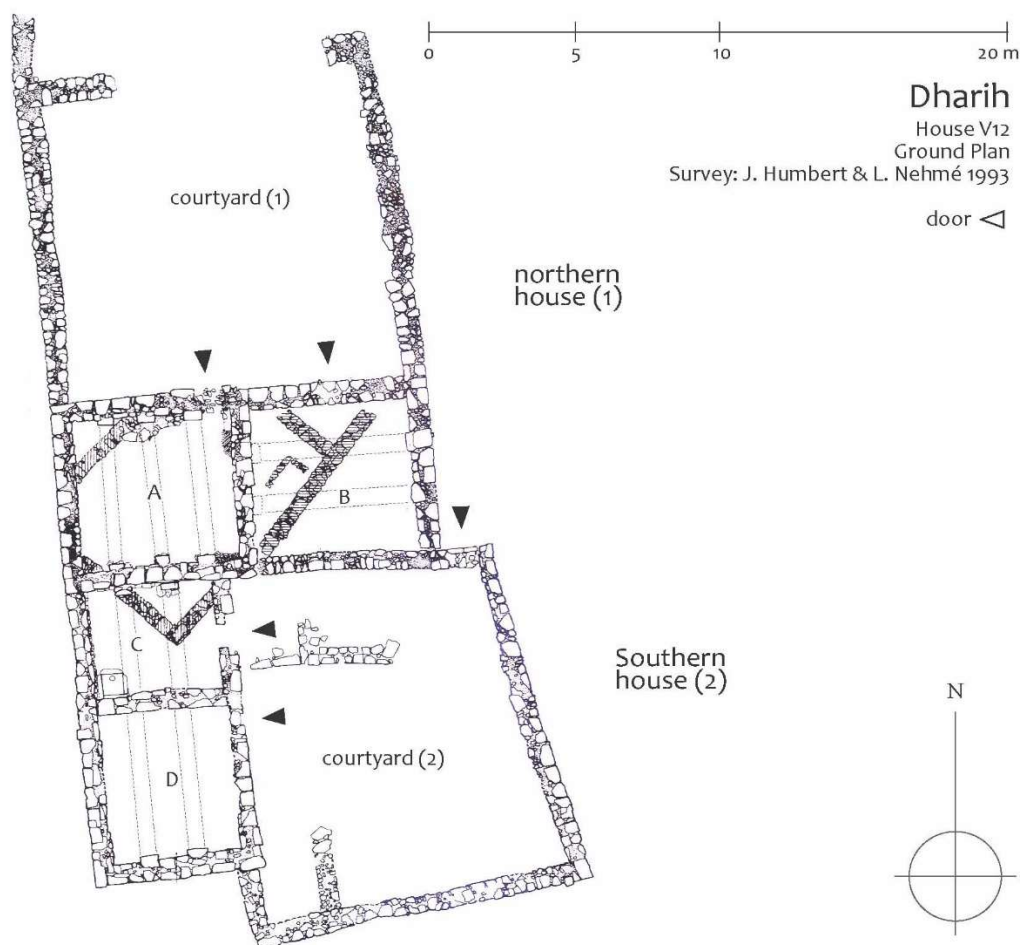 0
5
10
20 m
Dharih
House V12
Ground Plan
Survey: J. Humbert & L. Nehmé 1993
door
courtyard (1)
northern
house (1)
A
B
C
Southern
house (2)
N
courtyard (2)
D